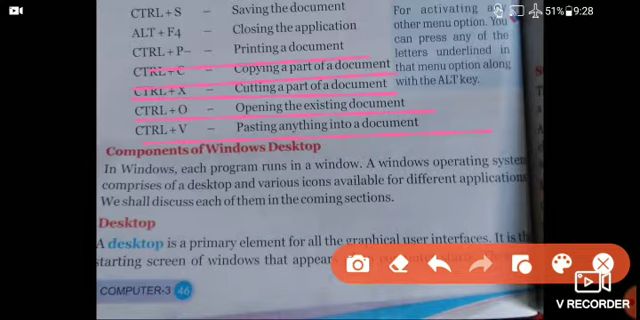 51% 9:28
CTRL+S – Saving the document
ALT + F4 – Closing the application
CTRL+P – Printing a document
CTRL+C – Copying a part of a document
CTRL+X – Cutting a part of a document
CTRL+O – Opening the existing document
CTRL+V – Pasting anything into a document
For activating
other menu option. You
can press any of the
letters underlined in
that menu option along
with the ALT key.
Components of Windows Desktop
In Windows, each program runs in a window. A windows operating system
comprises of a desktop and various icons available for different applications
We shall discuss each of them in the coming sections.
Desktop
A desktop is a primary element for all the graphical user interfaces. It is the
starting screen of windows that appears
COMPUTER-3 46
V RECORDER